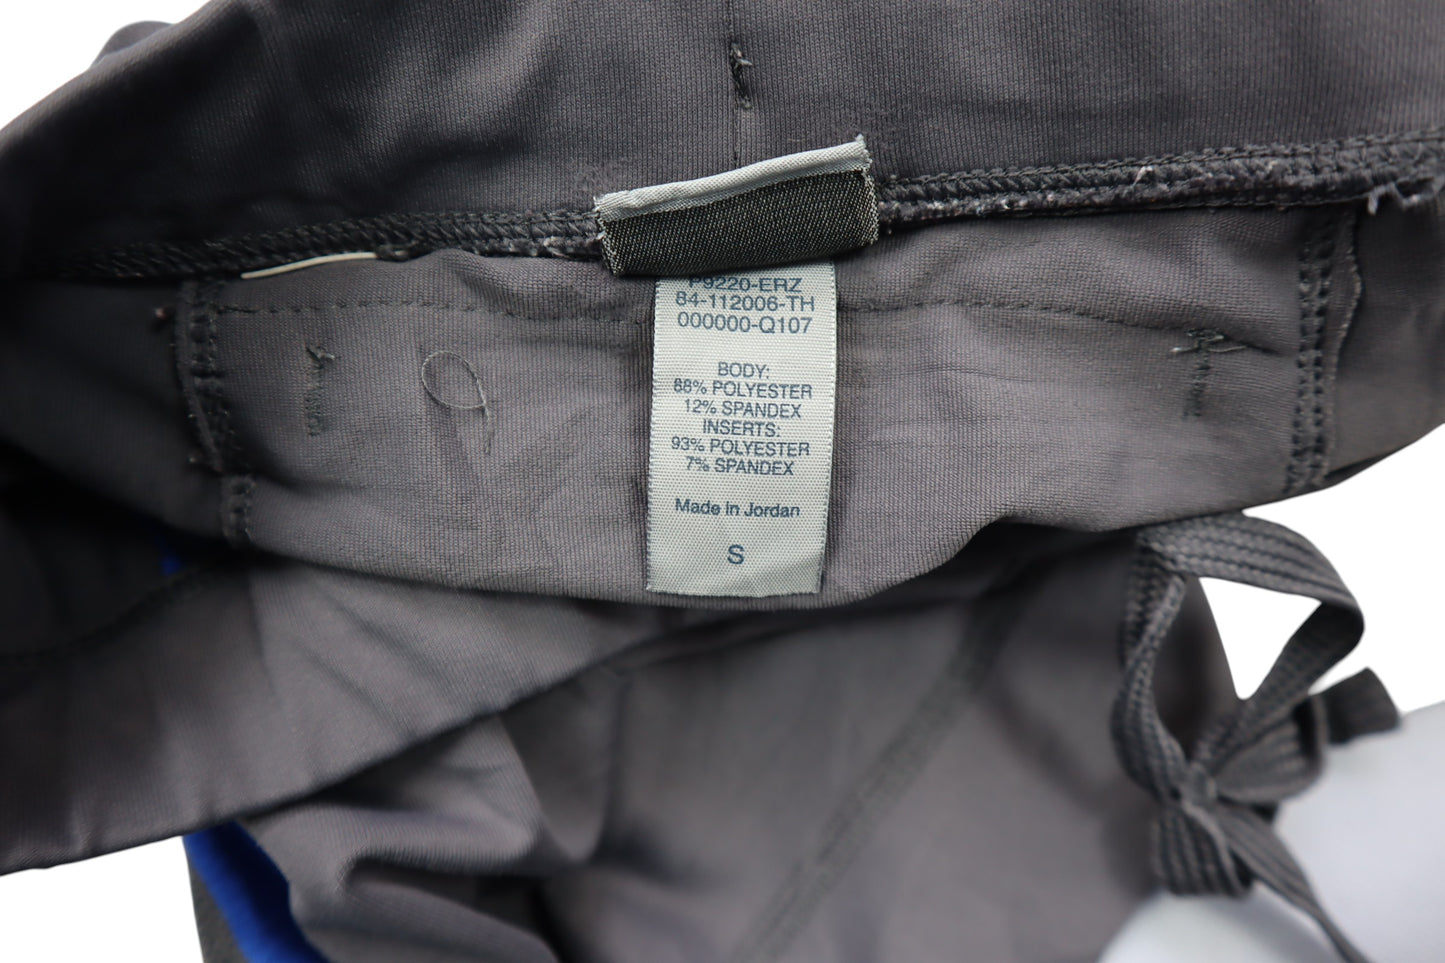 P9220-ERZ
84-112006-TH
000000-Q107
BODY:
88% POLYESTER
12% SPANDEX
INSERTS:
93% POLYESTER
7% SPANDEX
Made in Jordan
S